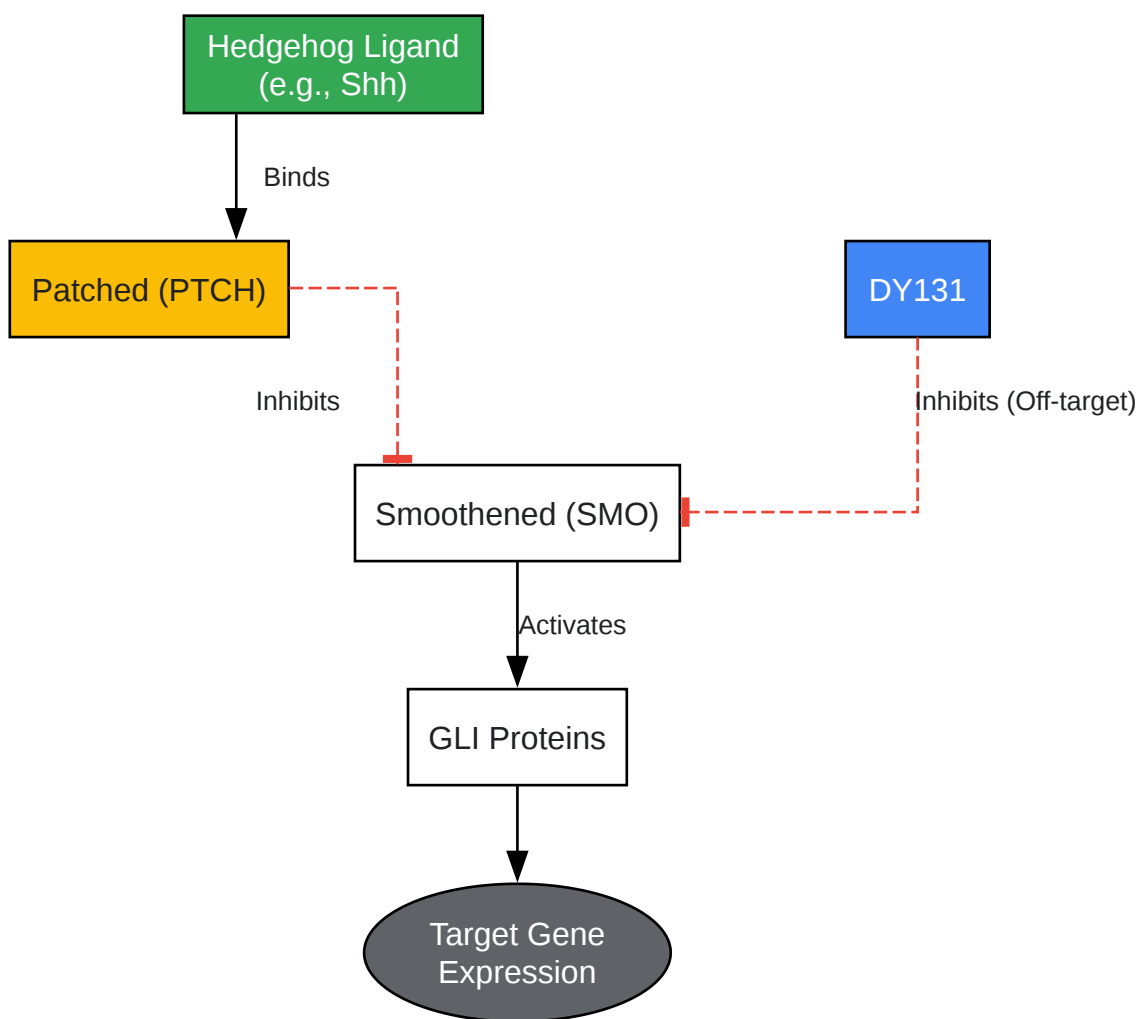 Hedgehog Ligand
(e.g., Shh)
Binds
Patched (PTCH)
DY131
Inhibits
Inhibits (Off-target)
Smoothened (SMO)
Activates
GLI Proteins
Target Gene
Expression